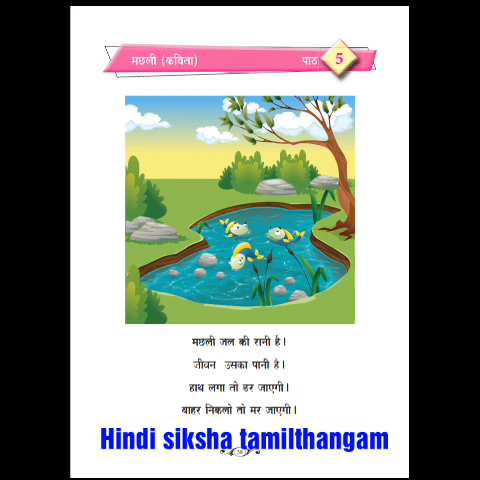 मछली (कविता)
पाठ 5
मछली जल की रानी है।
जीवन उसका पानी है।
हाथ लगा तो डर जाएगी।
बाहर निकलो तो मर जाएगी।
Hindi siksha tamilthangam